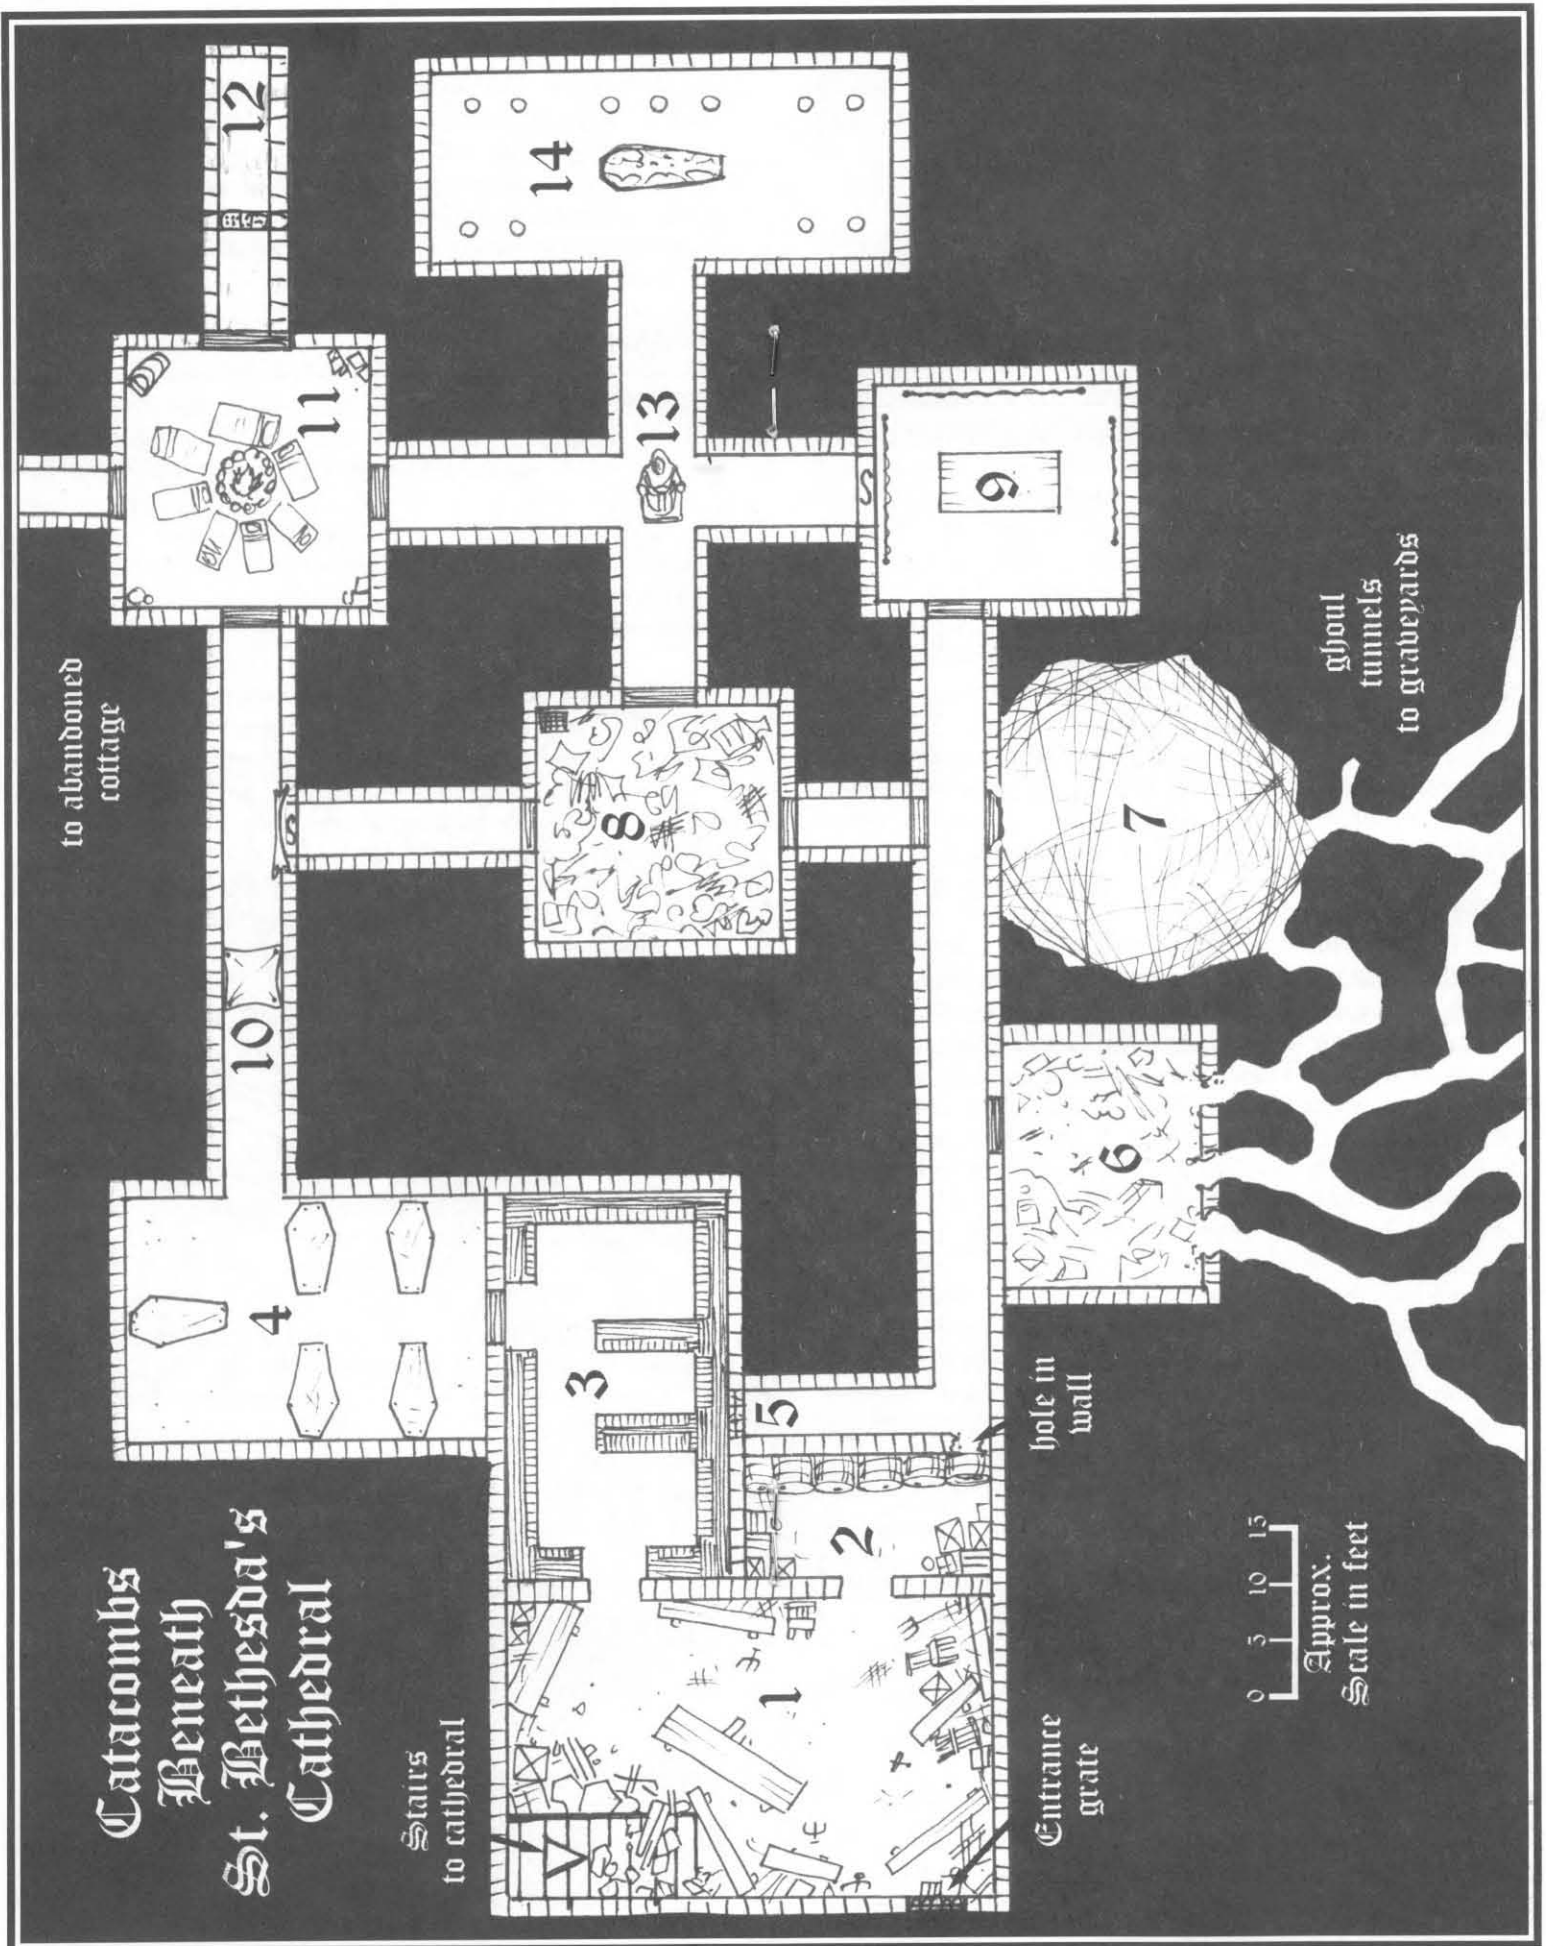 Catacombs
Beneath
St. Bethesda's
Cathedral
to abandoned
cottage
Stairs
to cathedral
4
10
S
11
12
3
8
13
14
1
2
5
S
9
6
7
Entrance
grate
hole in
wall
ghoul
tunnels
to graveyards
0 5 10 15
Approx.
Scale in feet